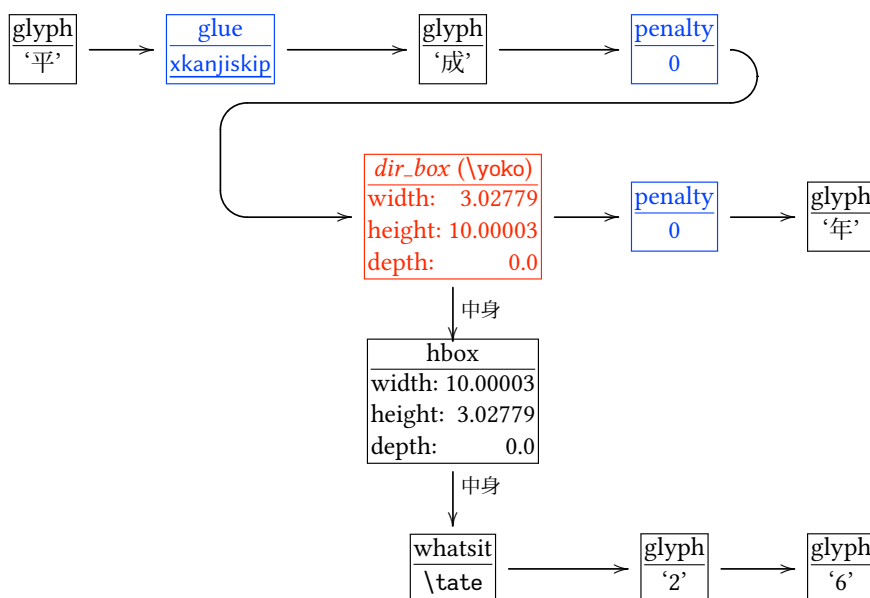 glyph
‘平’
glue
xkanjiskip
glyph
‘成’
penalty
0
dir_box (\yoko)
width: 3.02779
height: 10.00003
depth: 0.0
penalty
0
glyph
‘年’
中身
hbox
width: 10.00003
height: 3.02779
depth: 0.0
中身
whatsit
\tate
glyph
‘2’
glyph
‘6’